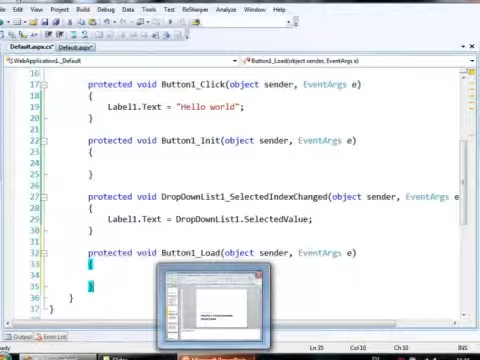 File Edit View Project Build Debug Data Tools Test ReSharper Analyze Window Help
Default.aspx.cs* Default.aspx*
WebApplication1._Default Button1_Load(object sender, EventArgs e)
16
17 protected void Button1_Click(object sender, EventArgs e)
18 {
19 Label1.Text = "Hello world";
20 }
21
22 protected void Button1_Init(object sender, EventArgs e)
23 {
24
25 }
26
27 protected void DropDownList1_SelectedIndexChanged(object sender, EventArgs e
28 {
29 Label1.Text = DropDownList1.SelectedValue;
30 }
31
32 protected void Button1_Load(object sender, EventArgs e)
33 {
34
35 }
36 }
37 }
Output Error List
Ln 35 Col 10 Ch 10